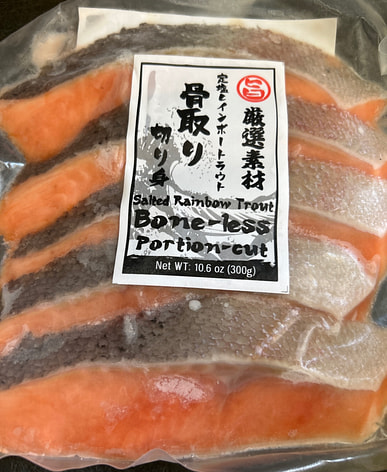 厳選素材
定塩®インポートトラウト
骨取り
切り身
Salted Rainbow Trout
Bone-less
Portion-cut
Net WT: 10.6 oz (300g)